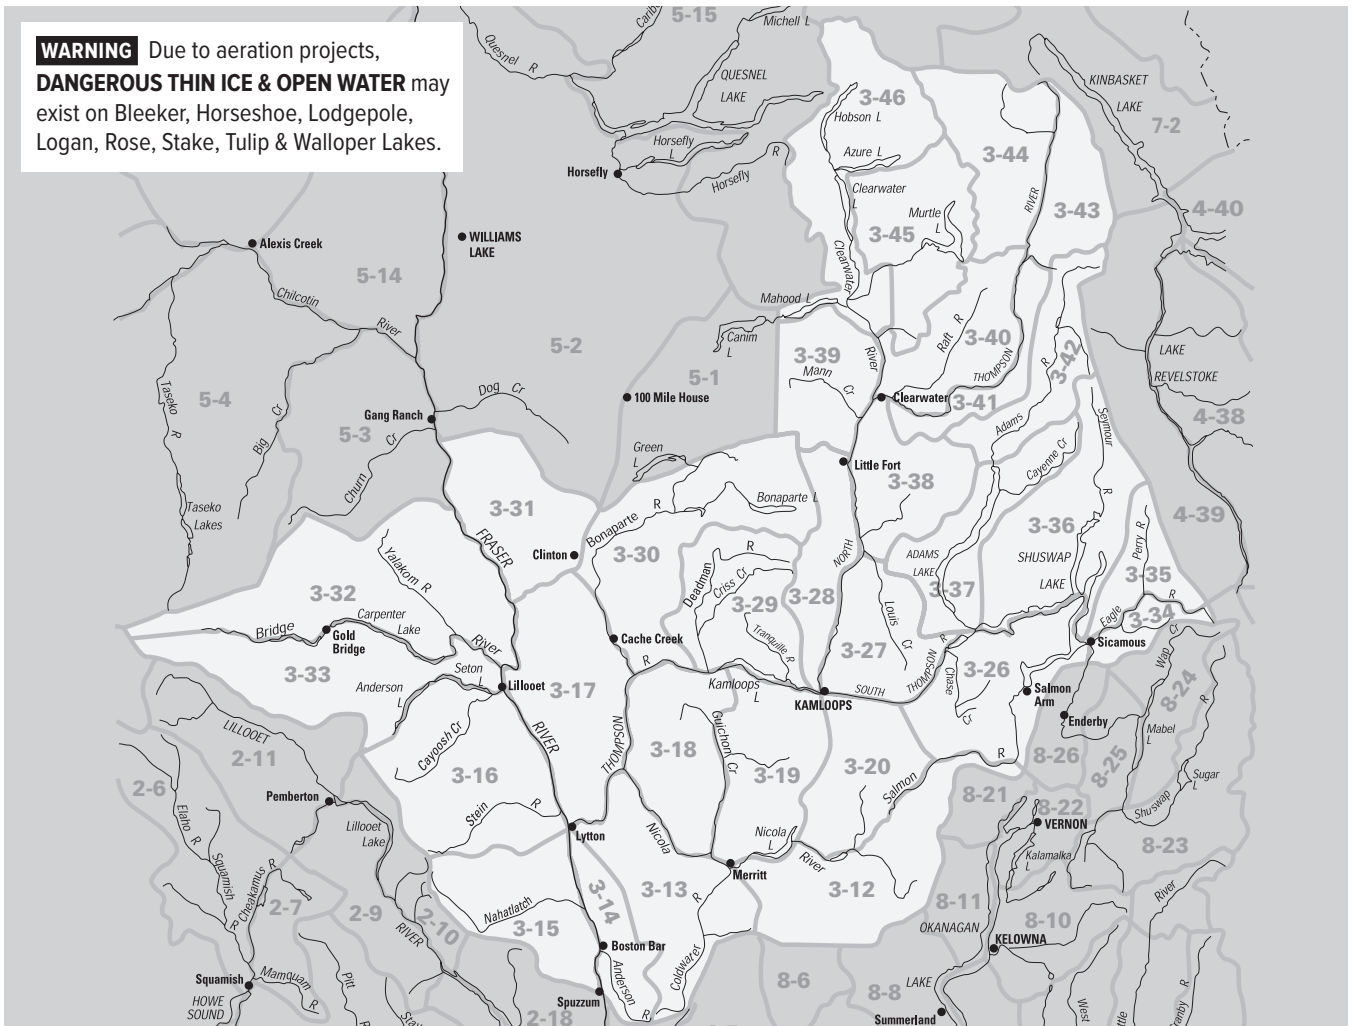 WARNING Due to aeration projects,
DANGEROUS THIN ICE & OPEN WATER may
exist on Bleeker, Horseshoe, Lodgepole,
Logan, Rose, Stake, Tulip & Walloper Lakes.
5-15
Michell L
Quesnel R
QUESNEL
LAKE
KINBASKET
LAKE
7-2
3-46
Hobson L
Horsefly
L
Azure L
3-44
Horsefly
Horsefly R
Clearwater
L
RIVER
3-43
4-40
Murtle
L
3-45
Alexis Creek
WILLIAMS
LAKE
5-14
Clearwater
Chilcotin
River
Mahood L
5-2
Canim
L
Raft R
3-40
3-39
River
THOMPSON
R
3-42
LAKE
REVELSTOKE
Mann
Cr
5-1
Taseko
R
5-4
Dog Cr
100 Mile House
Clearwater
3-41
4-38
Gang Ranch
Big Cr
5-3
Churn Cr
Adams
Seymour
R
Green
L
Cayenne Cr
Little Fort
3-38
Taseko
Lakes
3-31
Bonaparte L
Bonaparte R
3-36
4-39
FRASER
Clinton
3-30
NORTH
ADAMS
LAKE
SHUSWAP
LAKE
Perry R
Yalakom R
Deadman
R
Criss Cr
3-35
3-32
3-29
3-28
3-37
Carpenter
Lake
Louis
Cr
Eagle
R
3-34
Bridge
River
Gold
Bridge
Cache Creek
Tranquille R
3-27
Sicamous
R
R
Wap
Cr
3-33
Seton
L
Anderson
L
Lillooet
3-17
Kamloops
L
KAMLOOPS
SOUTH
THOMPSON
Chase
Cr
3-26
Salmon
Arm
8-24
R
Enderby
LILLOOET
2-11
Cayoosh Cr
RIVER
THOMPSON
3-18
Guichon
Cr
3-19
3-20
R
Salmon
8-26
8-25
Mabel
L
3-16
2-6
Sugar
L
Pemberton
8-21
8-22
Shuswap
Elaho R
Lillooet
Lake
Stein R
Lytton
Nicola
Nicola
L
VERNON
River
Kalamalka
L
8-23
Squamish
R
Cheakamus R
Merritt
3-12
River
2-7
2-9
2-10
3-14
3-13
R
8-11
OKANAGAN
8-10
Nahatlatch
3-15
RIVER
Boston Bar
KELOWNA
Squamish
Mamquam
R
Pitt
Anderson
R
Coldwater
8-6
LAKE
8-8
HOWE
SOUND
Spuzzum
2-18
Summerland
West
R